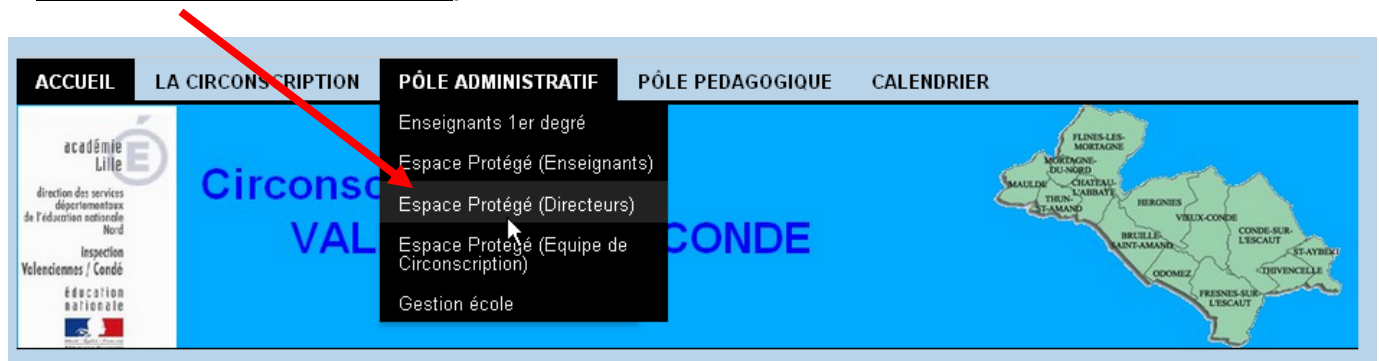 ACCUEIL LA CIRCONSCRIPTION PÔLE ADMINISTRATIF PÔLE PEDAGOGIQUE CALENDRIER
Enseignants 1er degré
Espace Protégé (Enseignants)
Espace Protégé (Directeurs)
Espace Protégé (Equipe de
Circonscription)
Gestion école
académie
Lille
direction des services
départementaux
de l'éducation nationale
Nord
Inspection
Valenciennes / Condé
éducation
nationale
Circonsc
VAL CONDE
FLINES-LES-
MORTAGNE
MORTAGNE-
DU-NORD
MAULDE
CHATEAU-
L'ABBAYE
THUN-
ST-AMAND
HERGNIES
VIEUX-CONDE
BRUILLE-
SAINT-AMAND
CONDE-SUR-
L'ESCAUT
ST-AYBERT
ODOMEZ
THIVENCELLE
FRESNES-SUR-
L'ESCAUT